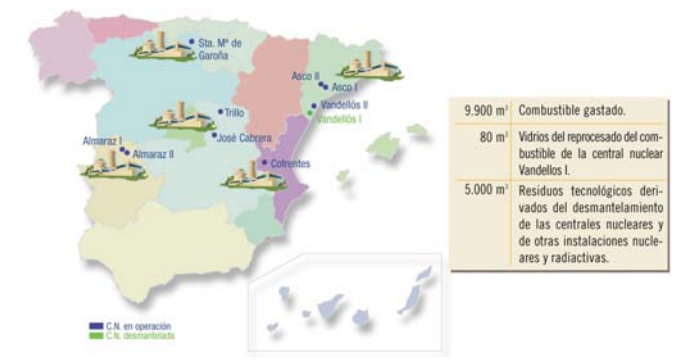 Sta. Mª de
Garoña
Asco II
Asco I
Vandellós II
Vandellós I
Trillo
José Cabrera
Almaraz I
Almaraz II
Cofrentes
C.N. en operación
C.N. desmantelada
9.900 m³ Combustible gastado.
80 m³ Vidrios del reprocesado del com-
bustible de la central nuclear
Vandellos I.
5.000 m³ Residuos tecnológicos deri-
vados del desmantelamiento
de las centrales nucleares y
de otras instalaciones nucle-
ares y radiactivas.